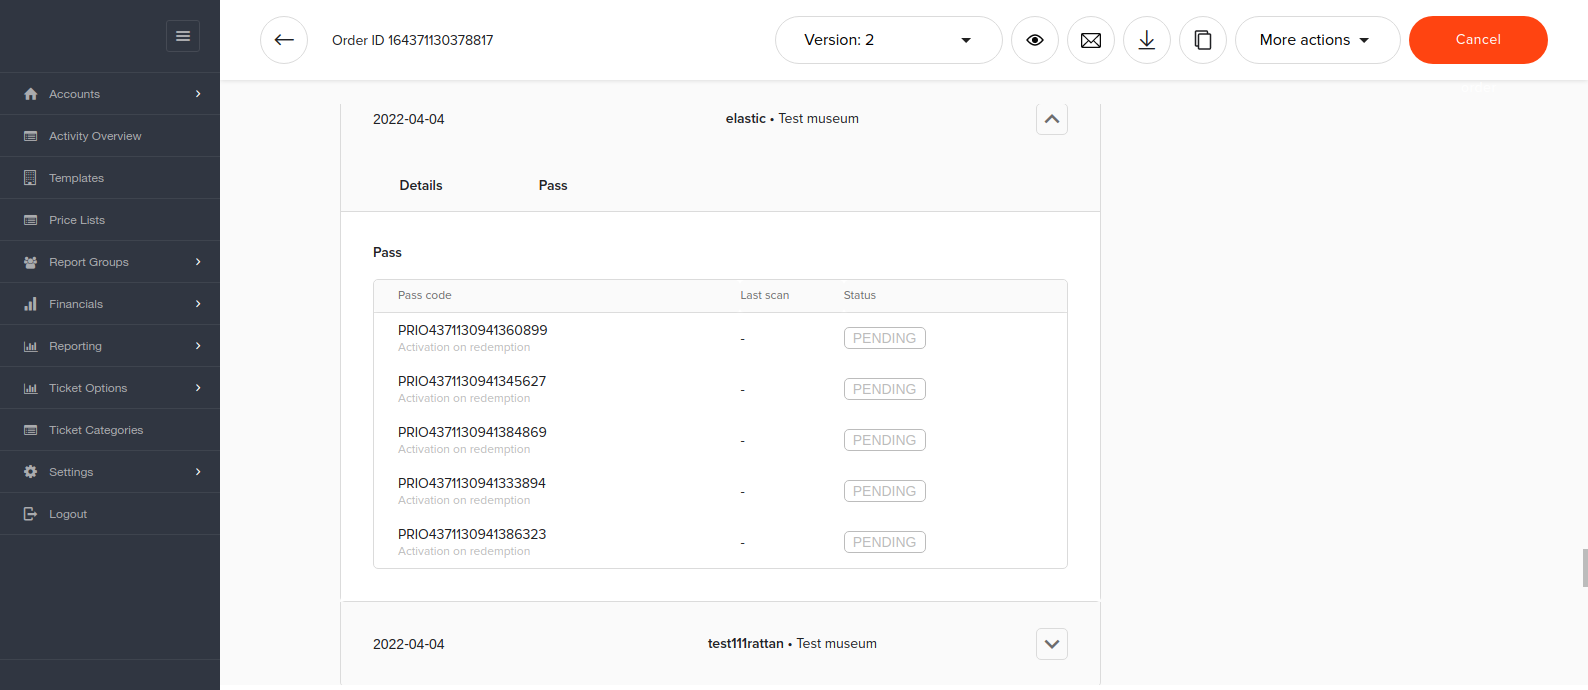 Order ID 164371130378817
Version: 2
More actions
Cancel
Accounts
Activity Overview
Templates
Price Lists
Report Groups
Financials
Reporting
Ticket Options
Ticket Categories
Settings
Logout
2022-04-04
elastic • Test museum
Details Pass
Pass
Pass code Last scan Status
PRIO4371130941360899 - PENDING
Activation on redemption
PRIO4371130941345627 - PENDING
Activation on redemption
PRIO4371130941384869 - PENDING
Activation on redemption
PRIO4371130941333894 - PENDING
Activation on redemption
PRIO4371130941386323 - PENDING
Activation on redemption
2022-04-04
test111rattan • Test museum